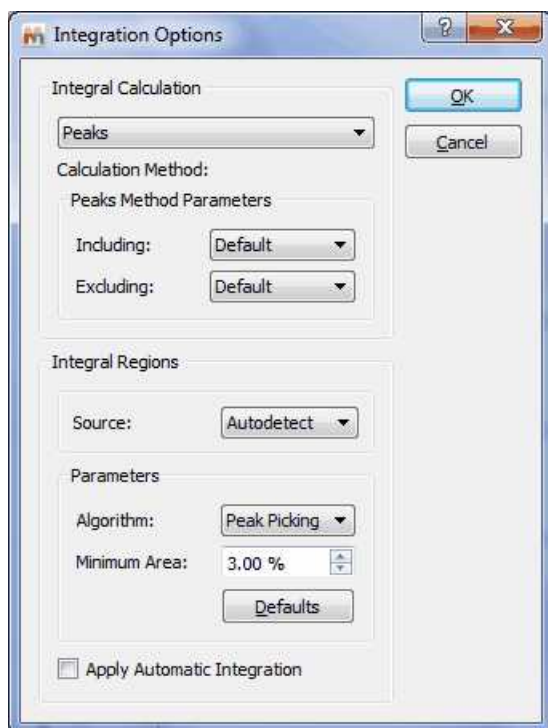 Integration Options
?
Integral Calculation
OK
Peaks
Cancel
Calculation Method:
Peaks Method Parameters
Including: Default
Excluding: Default
Integral Regions
Source: Autodetect
Parameters
Algorithm: Peak Picking
Minimum Area: 3.00 %
Defaults
Apply Automatic Integration